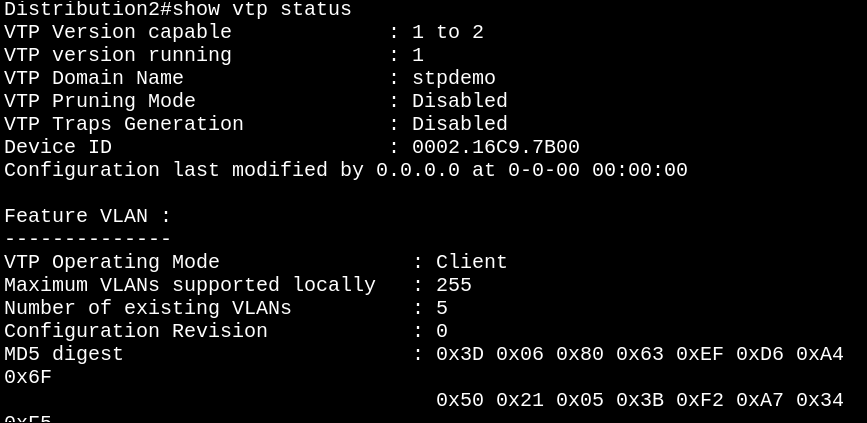 Distribution2#show vtp status
VTP Version capable : 1 to 2
VTP version running : 1
VTP Domain Name : stpdemo
VTP Pruning Mode : Disabled
VTP Traps Generation : Disabled
Device ID : 0002.16C9.7B00
Configuration last modified by 0.0.0.0 at 0-0-00 00:00:00
Feature VLAN :
--------------
VTP Operating Mode : Client
Maximum VLANs supported locally : 255
Number of existing VLANs : 5
Configuration Revision : 0
MD5 digest : 0x3D 0x06 0x80 0x63 0xEF 0xD6 0xA4
0x6F
0x50 0x21 0x05 0x3B 0xF2 0xA7 0x34